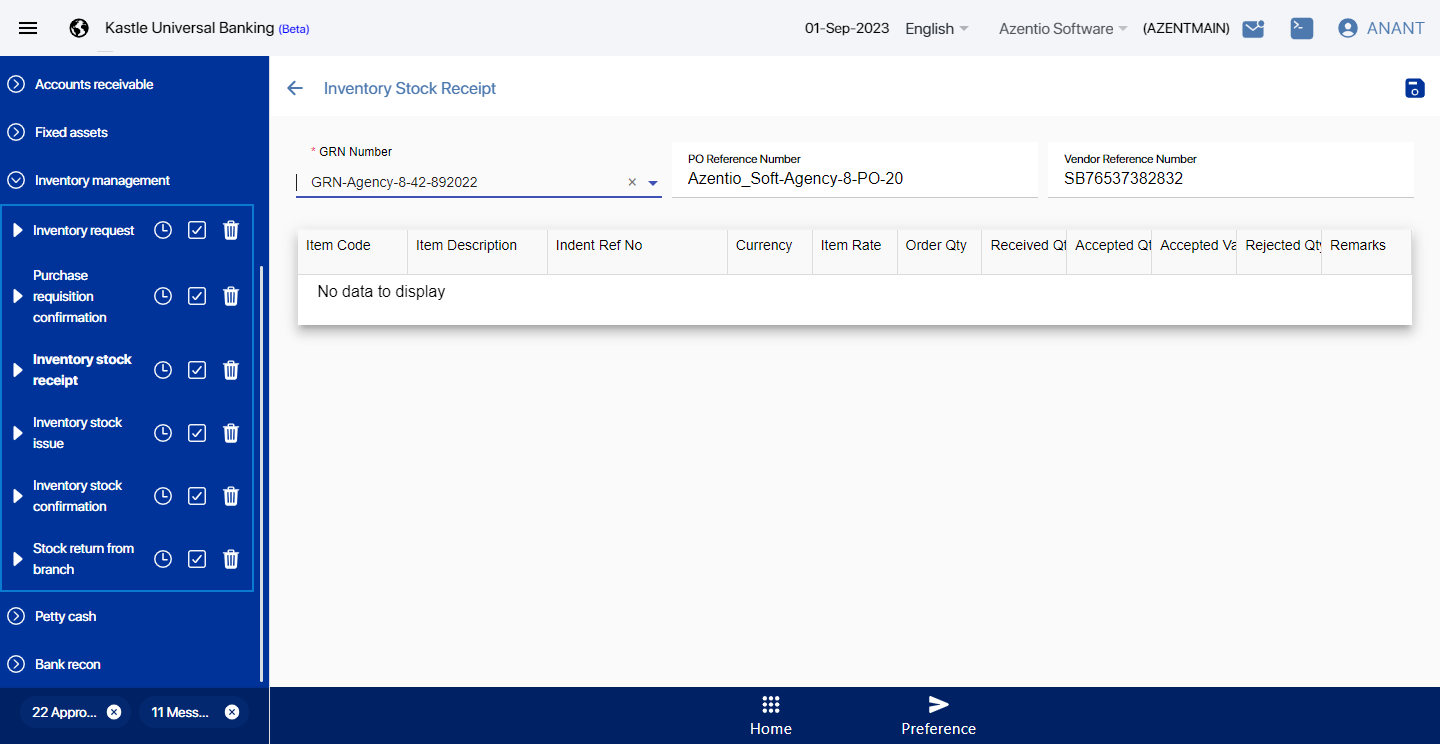 Kastle Universal Banking (Beta)
01-Sep-2023
English
Azentio Software
(AZENTMAIN)
ANANT
Accounts receivable
Fixed assets
Inventory management
Inventory request
Purchase
requisition
confirmation
Inventory stock
receipt
Inventory stock
issue
Inventory stock
confirmation
Stock return from
branch
Petty cash
Bank recon
22 Appro...
11 Mess...
Inventory Stock Receipt
* GRN Number
GRN-Agency-8-42-892022
PO Reference Number
Azentio_Soft-Agency-8-PO-20
Vendor Reference Number
SB76537382832
Item Code Item Description Indent Ref No Currency Item Rate Order Qty Received Qt Accepted Qt Accepted Va Rejected Qty Remarks
No data to display
Home
Preference